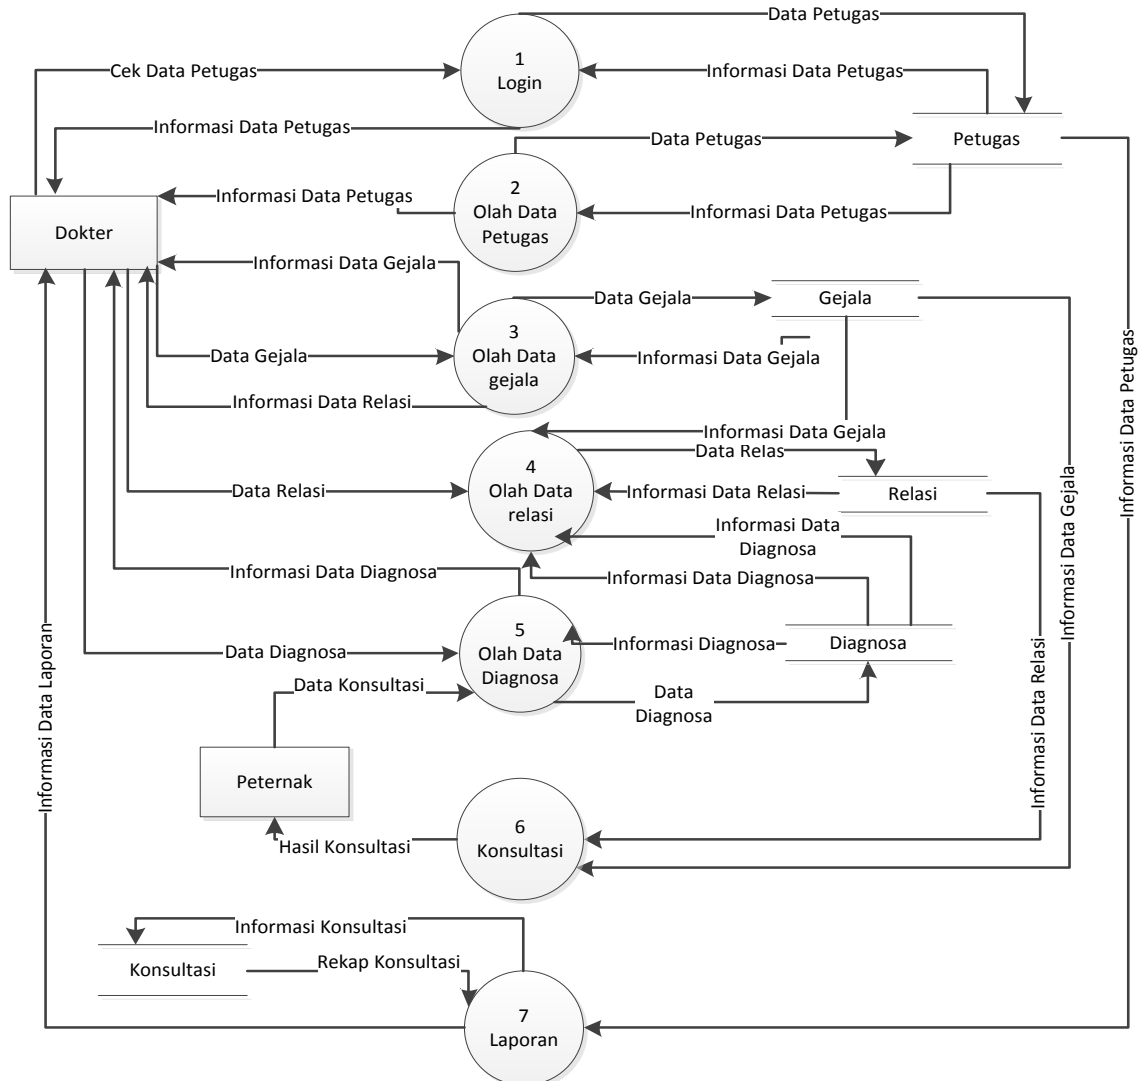 Data Petugas
1
Login
Cek Data Petugas
Informasi Data Petugas
Informasi Data Petugas
Data Petugas
Petugas
2
Olah Data
Petugas
Informasi Data Petugas
Informasi Data Petugas
Dokter
Informasi Data Gejala
Data Gejala
Gejala
3
Olah Data
gejala
Data Gejala
Informasi Data Gejala
Informasi Data Relasi
Informasi Data Gejala
Data Relas
4
Olah Data
relasi
Data Relasi
Informasi Data Relasi
Relasi
Informasi Data
Diagnosa
Informasi Data Diagnosa
Informasi Data Diagnosa
5
Olah Data
Diagnosa
Informasi Diagnosa
Diagnosa
Data Diagnosa
Data Konsultasi
Data
Diagnosa
Peternak
6
Konsultasi
Hasil Konsultasi
Informasi Konsultasi
Konsultasi
Rekap Konsultasi
7
Laporan
Informasi Data Laporan
Informasi Data Relasi
Informasi Data Gejala
Informasi Data Petugas